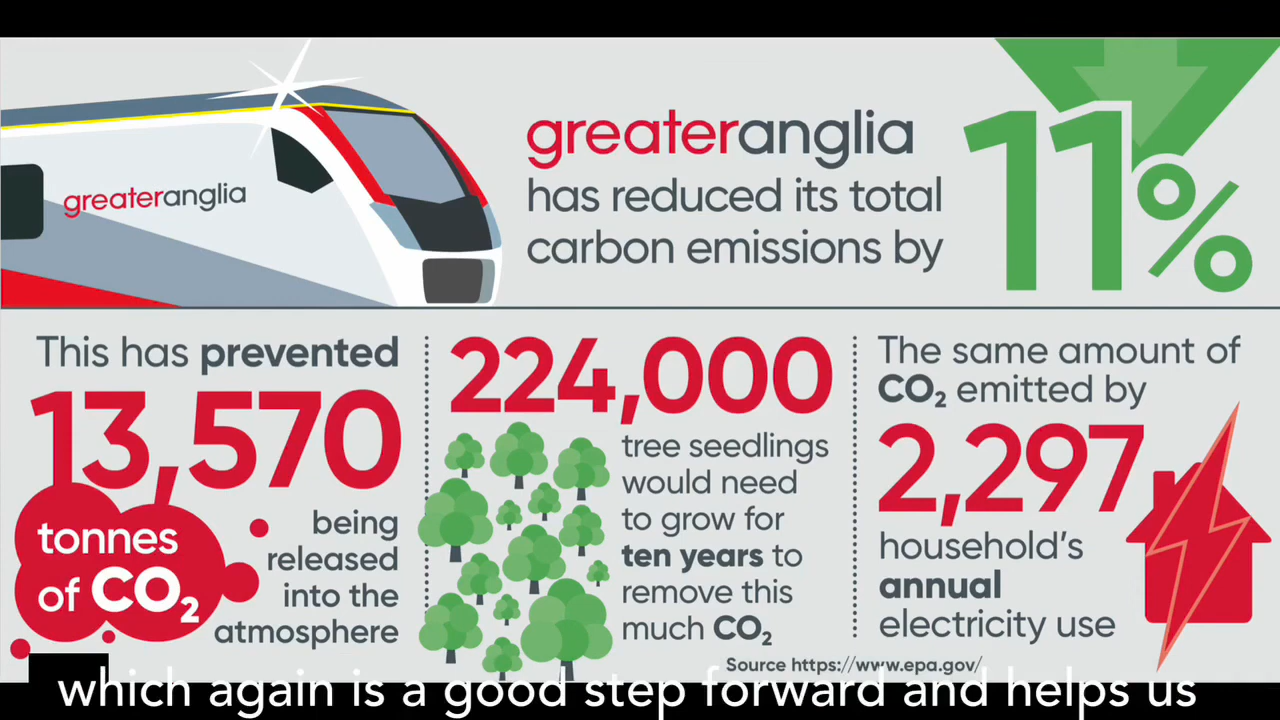 greateranglia
greateranglia
has reduced its total
carbon emissions by
11%
This has prevented
13,570
tonnes
of CO₂
being
released
into the
atmosphere
224,000
tree seedlings
would need
to grow for
ten years to
remove this
much CO₂
The same amount of
CO₂ emitted by
2,297
household's
annual
electricity use
Source https://www.epa.gov/
which again is a good step forward and helps us